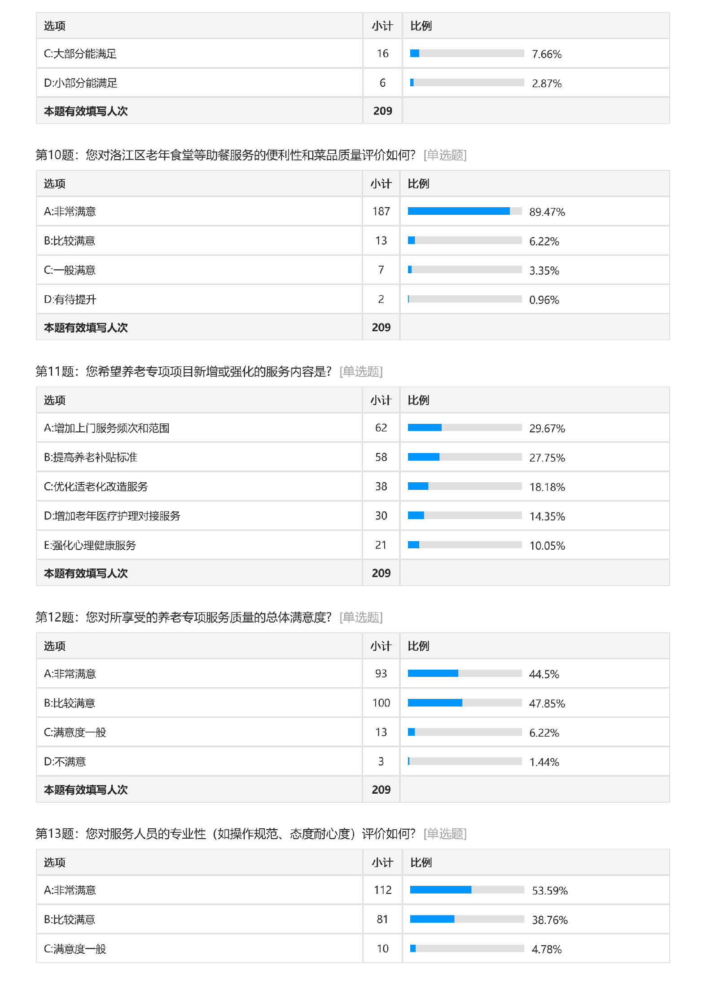 选项 小计 比例
C:大部分能满足 16 7.66%
D:小部分能满足 6 2.87%
本题有效填写人次 209
第10题：您对洛江区老年食堂等助餐服务的便利性和菜品质量评价如何? [单选题]
选项 小计 比例
A:非常满意 187 89.47%
B:比较满意 13 6.22%
C:一般满意 7 3.35%
D:有待提升 2 0.96%
本题有效填写人次 209
第11题：您希望养老专项项目新增或强化的服务内容是? [单选题]
选项 小计 比例
A:增加上门服务频次和范围 62 29.67%
B:提高养老补贴标准 58 27.75%
C:优化适老化改造服务 38 18.18%
D:增加老年医疗护理对接服务 30 14.35%
E:强化心理健康服务 21 10.05%
本题有效填写人次 209
第12题：您对所享受的养老专项服务质量的总体满意度? [单选题]
选项 小计 比例
A:非常满意 93 44.5%
B:比较满意 100 47.85%
C:满意度一般 13 6.22%
D:不满意 3 1.44%
本题有效填写人次 209
第13题：您对服务人员的专业性（如操作规范、态度耐心度）评价如何? [单选题]
选项 小计 比例
A:非常满意 112 53.59%
B:比较满意 81 38.76%
C:满意度一般 10 4.78%